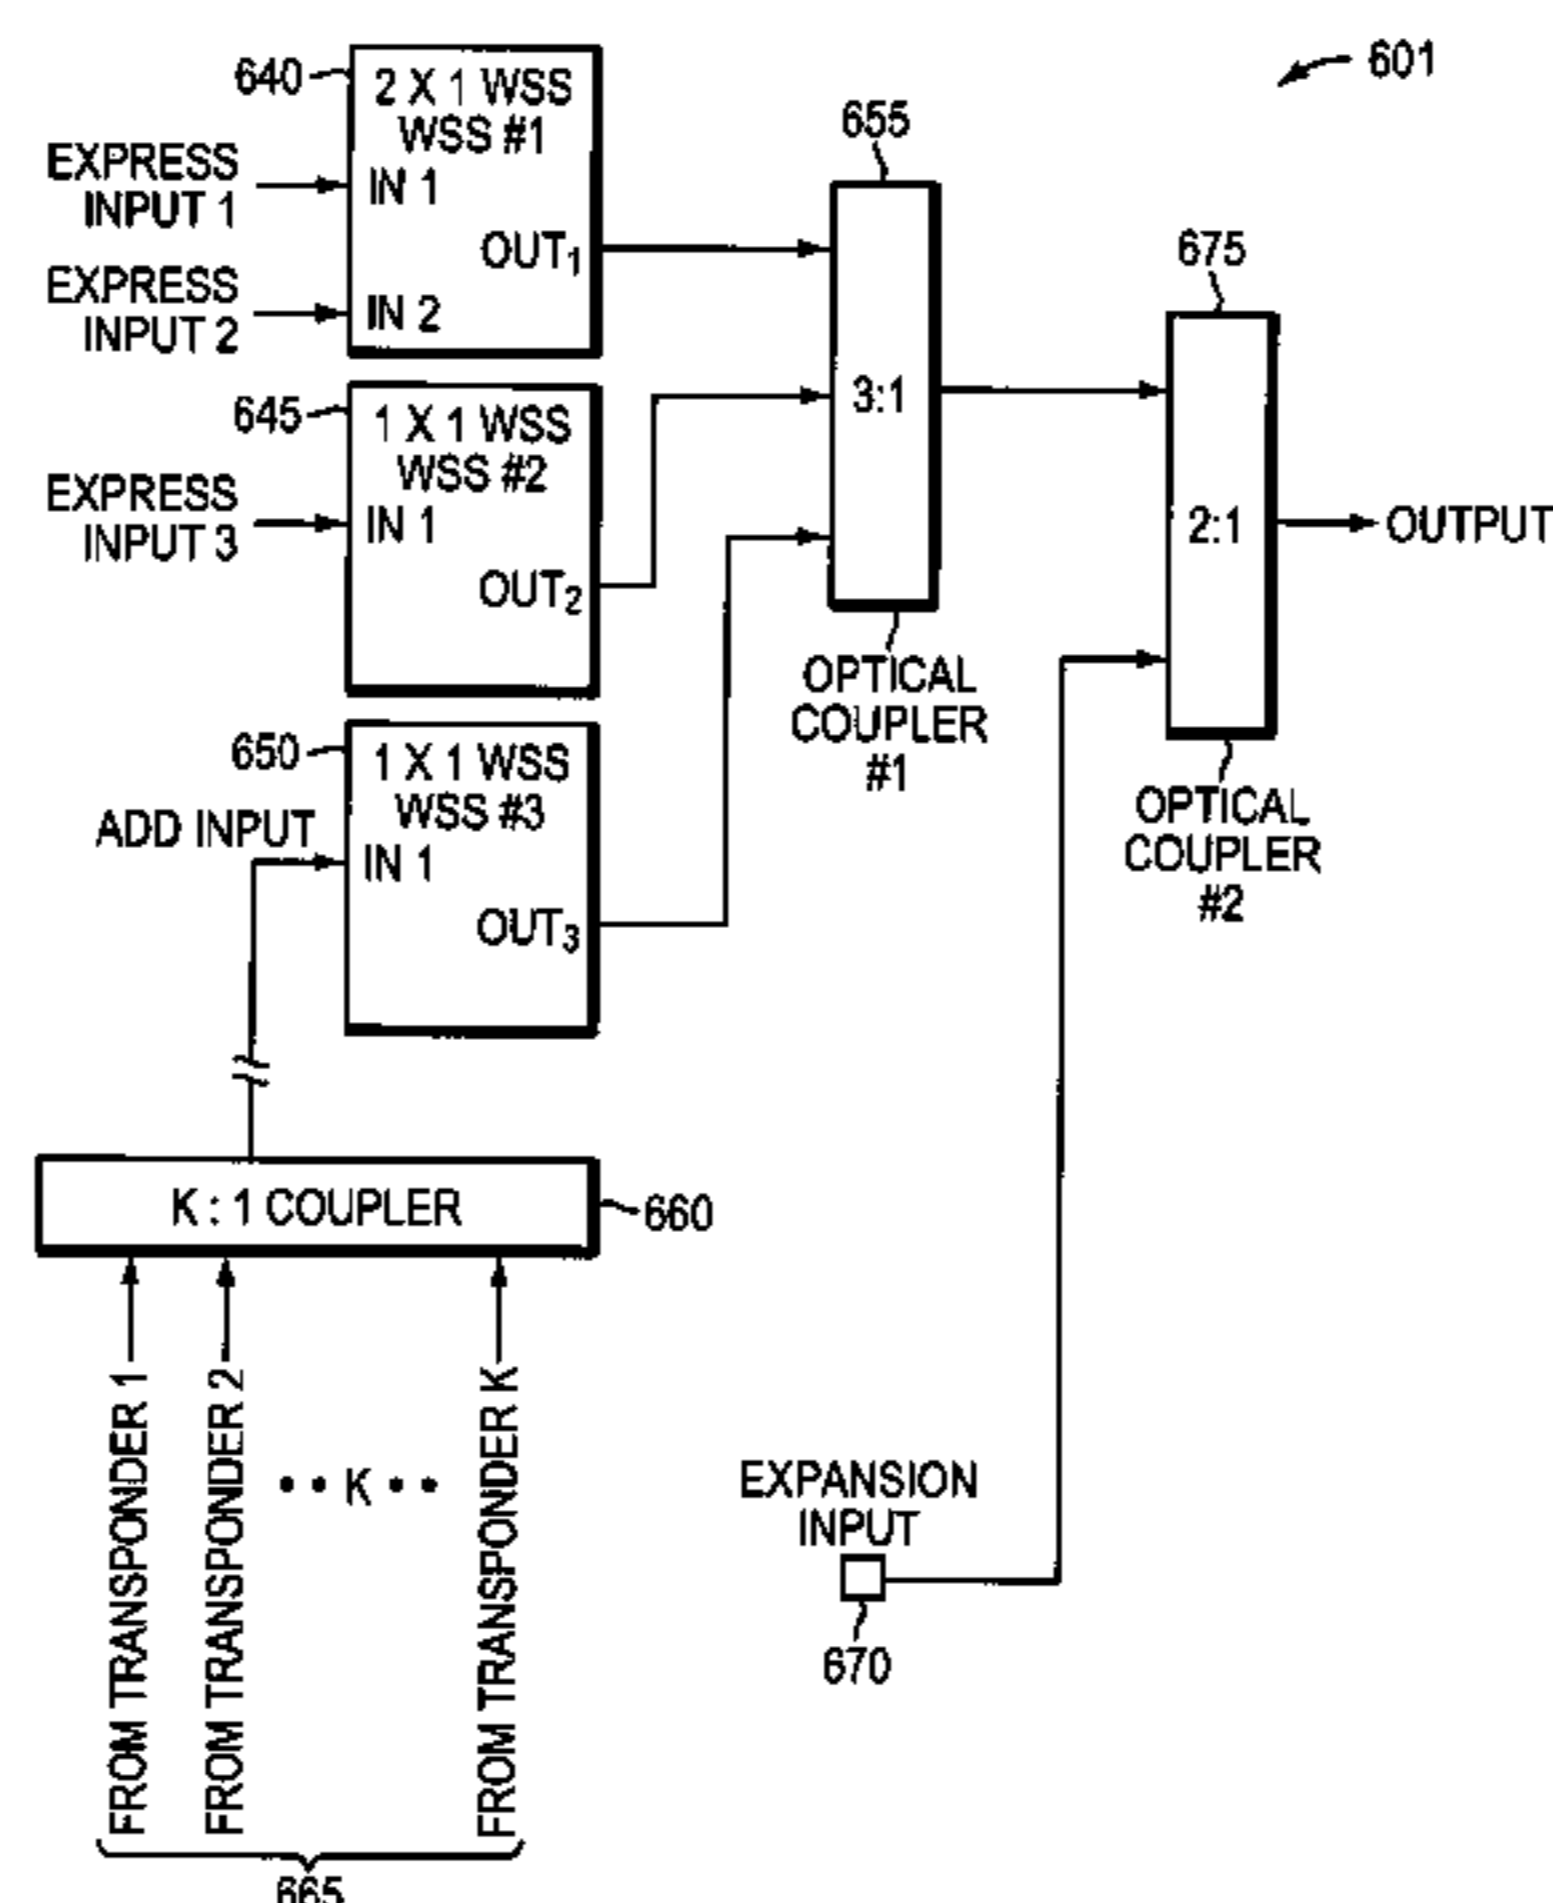 601
640
2 X 1 WSS
WSS #1
EXPRESS
INPUT 1
IN 1
OUT1
EXPRESS
INPUT 2
IN 2
645
1 X 1 WSS
WSS #2
EXPRESS
INPUT 3
IN 1
OUT2
650
1 X 1 WSS
WSS #3
ADD INPUT
IN 1
OUT3
655
3:1
OPTICAL
COUPLER
#1
675
2:1
OUTPUT
OPTICAL
COUPLER
#2
K : 1 COUPLER
660
FROM TRANSPONDER 1
FROM TRANSPONDER 2
• • K • •
FROM TRANSPONDER K
665
EXPANSION
INPUT
670